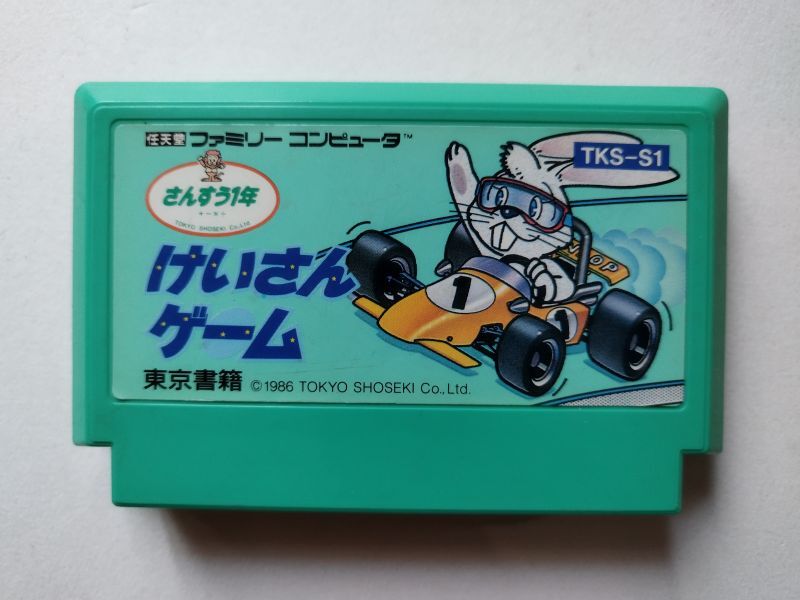 任天堂 ファミリー コンピュータ™
TKS-S1
さんすう1年
+-×÷
TOKYO SHOSEKI Co., Ltd.
けいさん
ゲーム
東京書籍 ©1986 TOKYO SHOSEKI Co., Ltd.
1
1